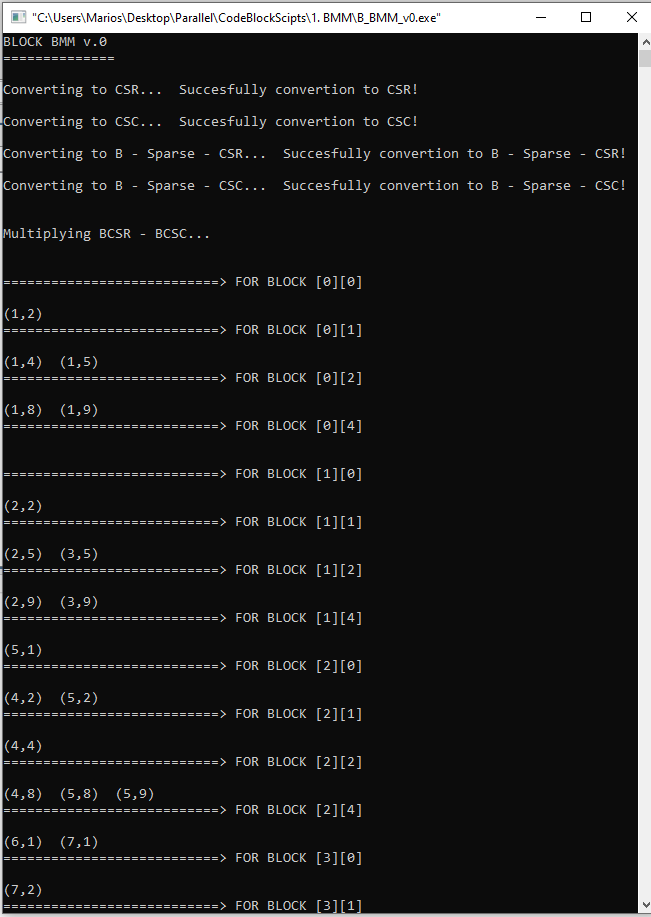 "C:\Users\Marios\Desktop\Parallel\CodeBlockScipts\1. BMM\B_BMM_v0.exe"
BLOCK BMM v.0
==============
Converting to CSR...  Succesfully convertion to CSR!
Converting to CSC...  Succesfully convertion to CSC!
Converting to B - Sparse - CSR...  Succesfully convertion to B - Sparse - CSR!
Converting to B - Sparse - CSC...  Succesfully convertion to B - Sparse - CSC!
Multiplying BCSR - BCSC...
===========================> FOR BLOCK [0][0]
(1,2)
===========================> FOR BLOCK [0][1]
(1,4)  (1,5)
===========================> FOR BLOCK [0][2]
(1,8)  (1,9)
===========================> FOR BLOCK [0][4]
===========================> FOR BLOCK [1][0]
(2,2)
===========================> FOR BLOCK [1][1]
(2,5)  (3,5)
===========================> FOR BLOCK [1][2]
(2,9)  (3,9)
===========================> FOR BLOCK [1][4]
(5,1)
===========================> FOR BLOCK [2][0]
(4,2)  (5,2)
===========================> FOR BLOCK [2][1]
(4,4)
===========================> FOR BLOCK [2][2]
(4,8)  (5,8)  (5,9)
===========================> FOR BLOCK [2][4]
(6,1)  (7,1)
===========================> FOR BLOCK [3][0]
(7,2)
===========================> FOR BLOCK [3][1]